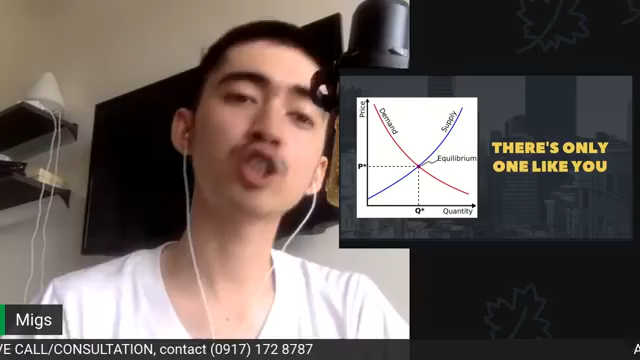 Price
Demand
Supply
Equilibrium
P*
Q*
Quantity
THERE'S ONLY
ONE LIKE YOU
Migs
VE CALL/CONSULTATION, contact (0917) 172 8787
A